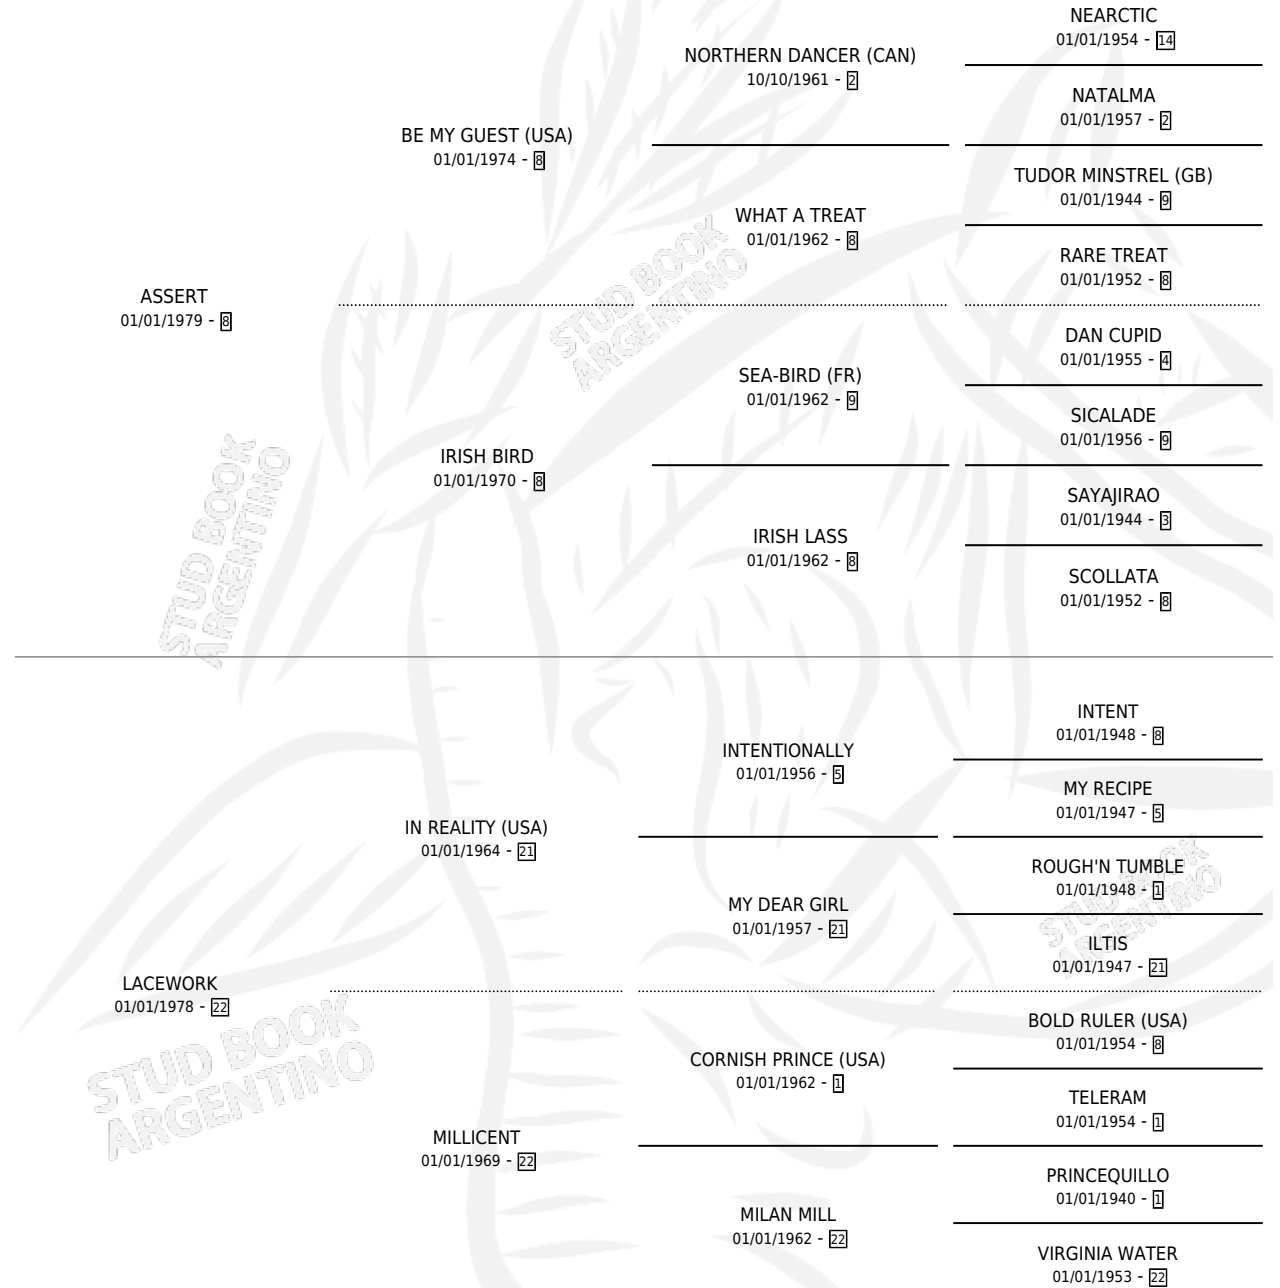 NEARCTIC
01/01/1954 - 14
NORTHERN DANCER (CAN)
10/10/1961 - 2
NATALMA
01/01/1957 - 2
BE MY GUEST (USA)
01/01/1974 - 8
TUDOR MINSTREL (GB)
01/01/1944 - 9
WHAT A TREAT
01/01/1962 - 8
RARE TREAT
01/01/1952 - 8
ASSERT
01/01/1979 - 8
DAN CUPID
01/01/1955 - 4
SEA-BIRD (FR)
01/01/1962 - 9
SICALADE
01/01/1956 - 9
IRISH BIRD
01/01/1970 - 8
SAYAJIRAO
01/01/1944 - 3
IRISH LASS
01/01/1962 - 8
SCOLLATA
01/01/1952 - 8
STUD BOOK
ARGENTINO
STUD BOOK
ARGENTINO
INTENT
01/01/1948 - 8
INTENTIONALLY
01/01/1956 - 5
MY RECIPE
01/01/1947 - 5
IN REALITY (USA)
01/01/1964 - 21
ROUGH'N TUMBLE
01/01/1948 - 1
MY DEAR GIRL
01/01/1957 - 21
ILTIS
01/01/1947 - 21
LACEWORK
01/01/1978 - 22
BOLD RULER (USA)
01/01/1954 - 8
CORNISH PRINCE (USA)
01/01/1962 - 1
TELERAM
01/01/1954 - 1
MILLICENT
01/01/1969 - 22
PRINCEQUILLO
01/01/1940 - 1
MILAN MILL
01/01/1962 - 22
VIRGINIA WATER
01/01/1953 - 22
STUD BOOK
ARGENTINO
STUD BOOK
ARGENTINO